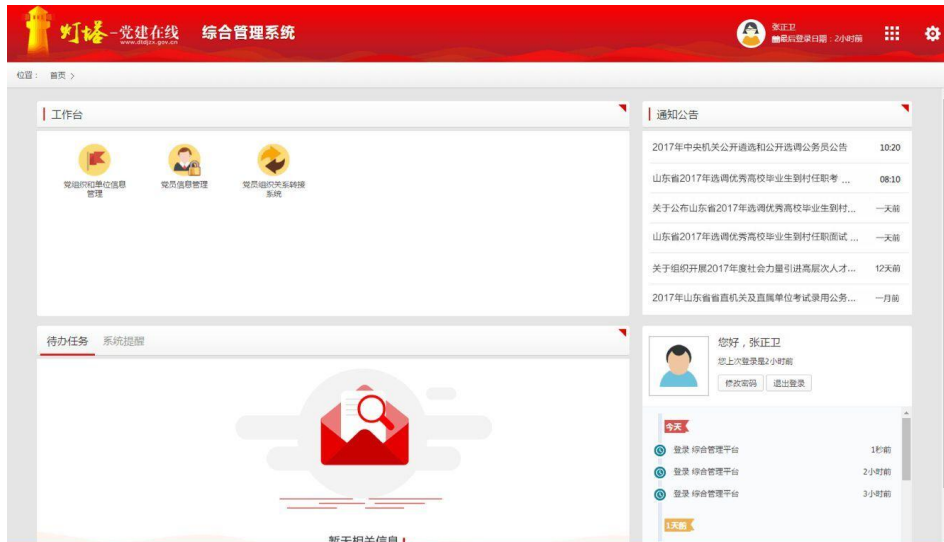 灯塔-党建在线 综合管理系统
www.dtdjzx.gov.cn
张正卫
最后登录日期：2小时前
位置： 首页 >
工作台
党组织和单位信息
管理
党员信息管理
党员组织关系转接
系统
通知公告
2017年中央机关公开遴选和公开选调公务员公告 10:20
山东省2017年选调优秀高校毕业生到村任职考 ... 08:10
关于公布山东省2017年选调优秀高校毕业生到村... 一天前
山东省2017年选调优秀高校毕业生到村任职面试 ... 一天前
关于组织开展2017年度社会力量引进高层次人才... 12天前
2017年山东省省直机关及直属单位考试录用公务... 一月前
待办任务 系统提醒
暂无相关信息！
您好，张正卫
您上次登录是2小时前
修改密码 退出登录
今天
登录 综合管理平台 1秒前
登录 综合管理平台 2小时前
登录 综合管理平台 3小时前
1天前